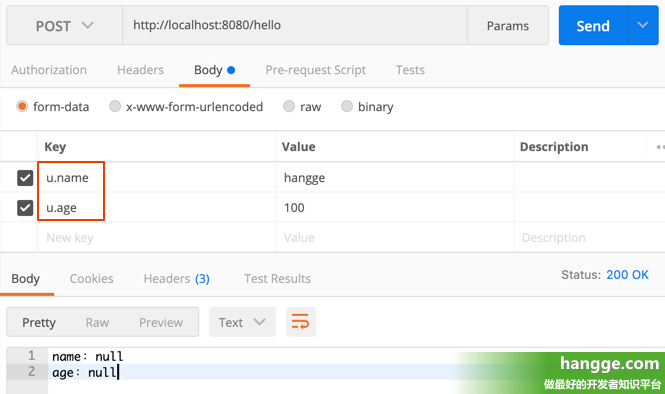 POST http://localhost:8080/hello Params Send
Authorization Headers Body Pre-request Script Tests
form-data x-www-form-urlencoded raw binary
Key Value Description
u.name hangge
u.age 100
New key Value Description
Body Cookies Headers (3) Test Results Status: 200 OK
Pretty Raw Preview Text
1 name: null
2 age: null
hangge.com
做最好的开发者知识平台